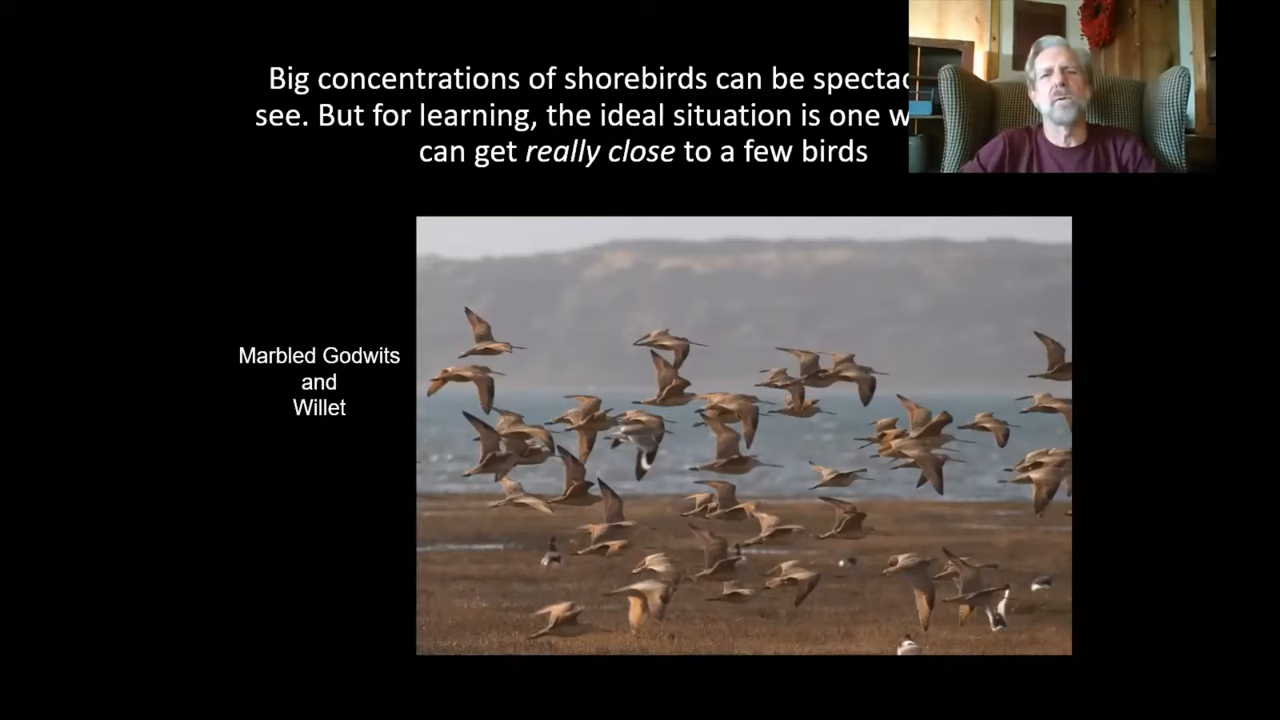 Big concentrations of shorebirds can be
see. But for learning, the ideal situation is one
can get really close to a few birds
Marbled Godwits
and
Willet